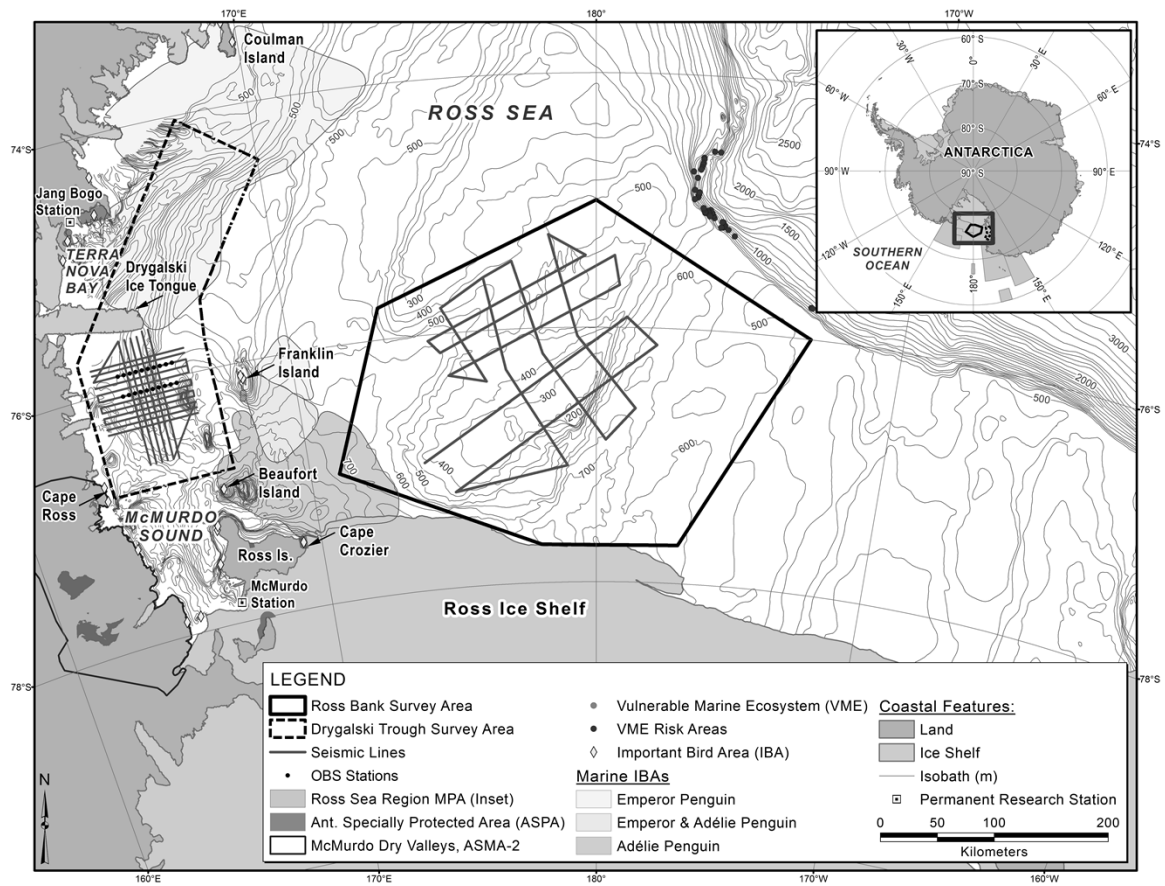 170°E
180°
170°W
Coulman
Island
500
500
500
500
ROSS SEA
2500
2000
1500
1000
74°S
74°S
Jang Bogo
Station
TERRA
NOVA
BAY
Drygalski
Ice Tongue
500
600
300
400
500
500
Franklin
Island
3000
2000
500
400
300
200
76°S
76°S
600
700
400
500
600
700
Beaufort
Island
Cape
Ross
McMURDO
SOUND
Cape
Crozier
Ross Is.
McMurdo
Station
Ross Ice Shelf
78°S
78°S
60° S
70° S
80° S
90° S
0°
30° W
30° E
60° W
60° E
90° W
90° E
120° W
120° E
150° E
150° E
180°
ANTARCTICA
SOUTHERN
OCEAN
LEGEND
Ross Bank Survey Area
Drygalski Trough Survey Area
Seismic Lines
OBS Stations
Ross Sea Region MPA (Inset)
Ant. Specially Protected Area (ASPA)
McMurdo Dry Valleys, ASMA-2
Vulnerable Marine Ecosystem (VME)
VME Risk Areas
Important Bird Area (IBA)
Marine IBAs
Emperor Penguin
Emperor & Adélie Penguin
Adélie Penguin
Coastal Features:
Land
Ice Shelf
Isobath (m)
Permanent Research Station
0 50 100 200
Kilometers
N
160°E
170°E
180°
170°W
160°W